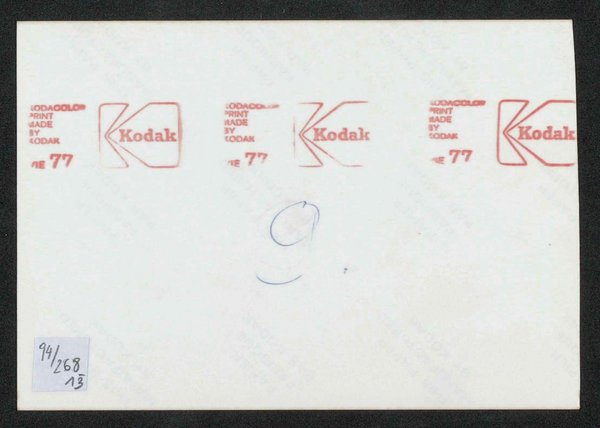 KODACOLOR
PRINT
MADE
BY
KODAK
77
Kodak
KODACOLOR
PRINT
MADE
BY
KODAK
77
Kodak
KODACOLOR
PRINT
MADE
BY
KODAK
77
Kodak
9.
94/
268
13